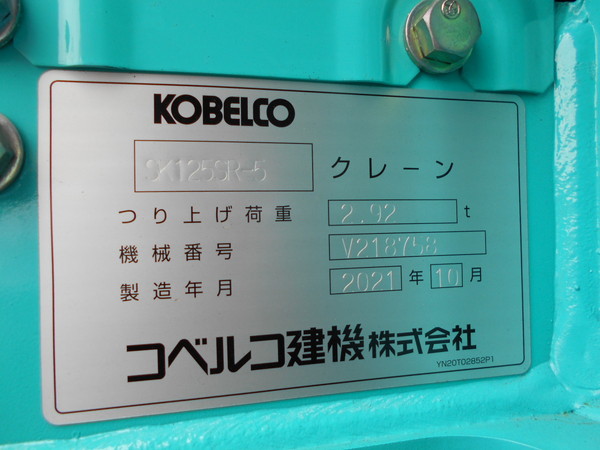 KOBELCO
SK125SR-5 クレーン
つり上げ荷重 2.92 t
機械番号 V218758
製造年月 2021 年 10 月
コベルコ建機株式会社
YN20T02852P1